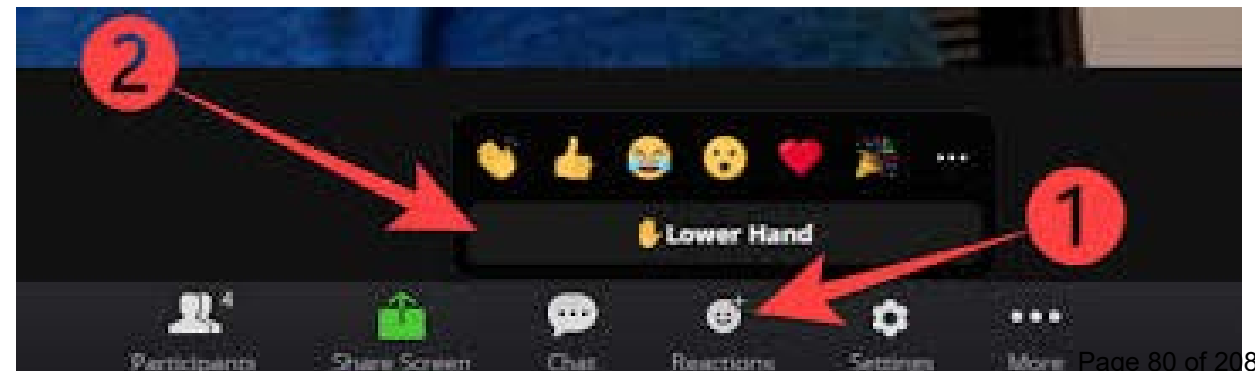 2
✋Lower Hand
1
4
Participants Share Screen Chat Reactions Settings More
Page 80 of 208